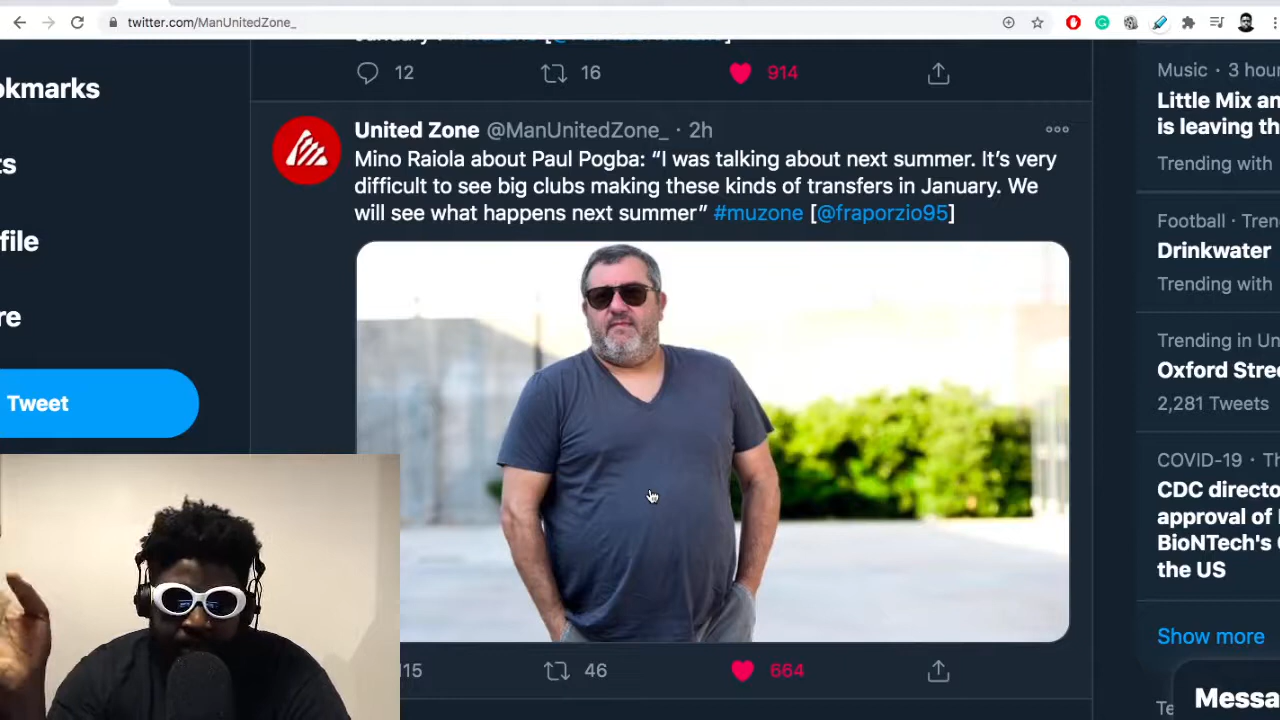 twitter.com/ManUnitedZone_
12 16 914
United Zone @ManUnitedZone_ · 2h
Mino Raiola about Paul Pogba: “I was talking about next summer. It’s very
difficult to see big clubs making these kinds of transfers in January. We
will see what happens next summer” #muzone [@fraporzio95]
46 664
okmarks
ts
file
re
Tweet
Music · 3 hour
Little Mix an
is leaving th
Trending with
Football · Tren
Drinkwater
Trending with
Trending in Un
Oxford Stre
2,281 Tweets
COVID-19 · Th
CDC directo
approval of
BioNTech's
the US
Show more
Messa